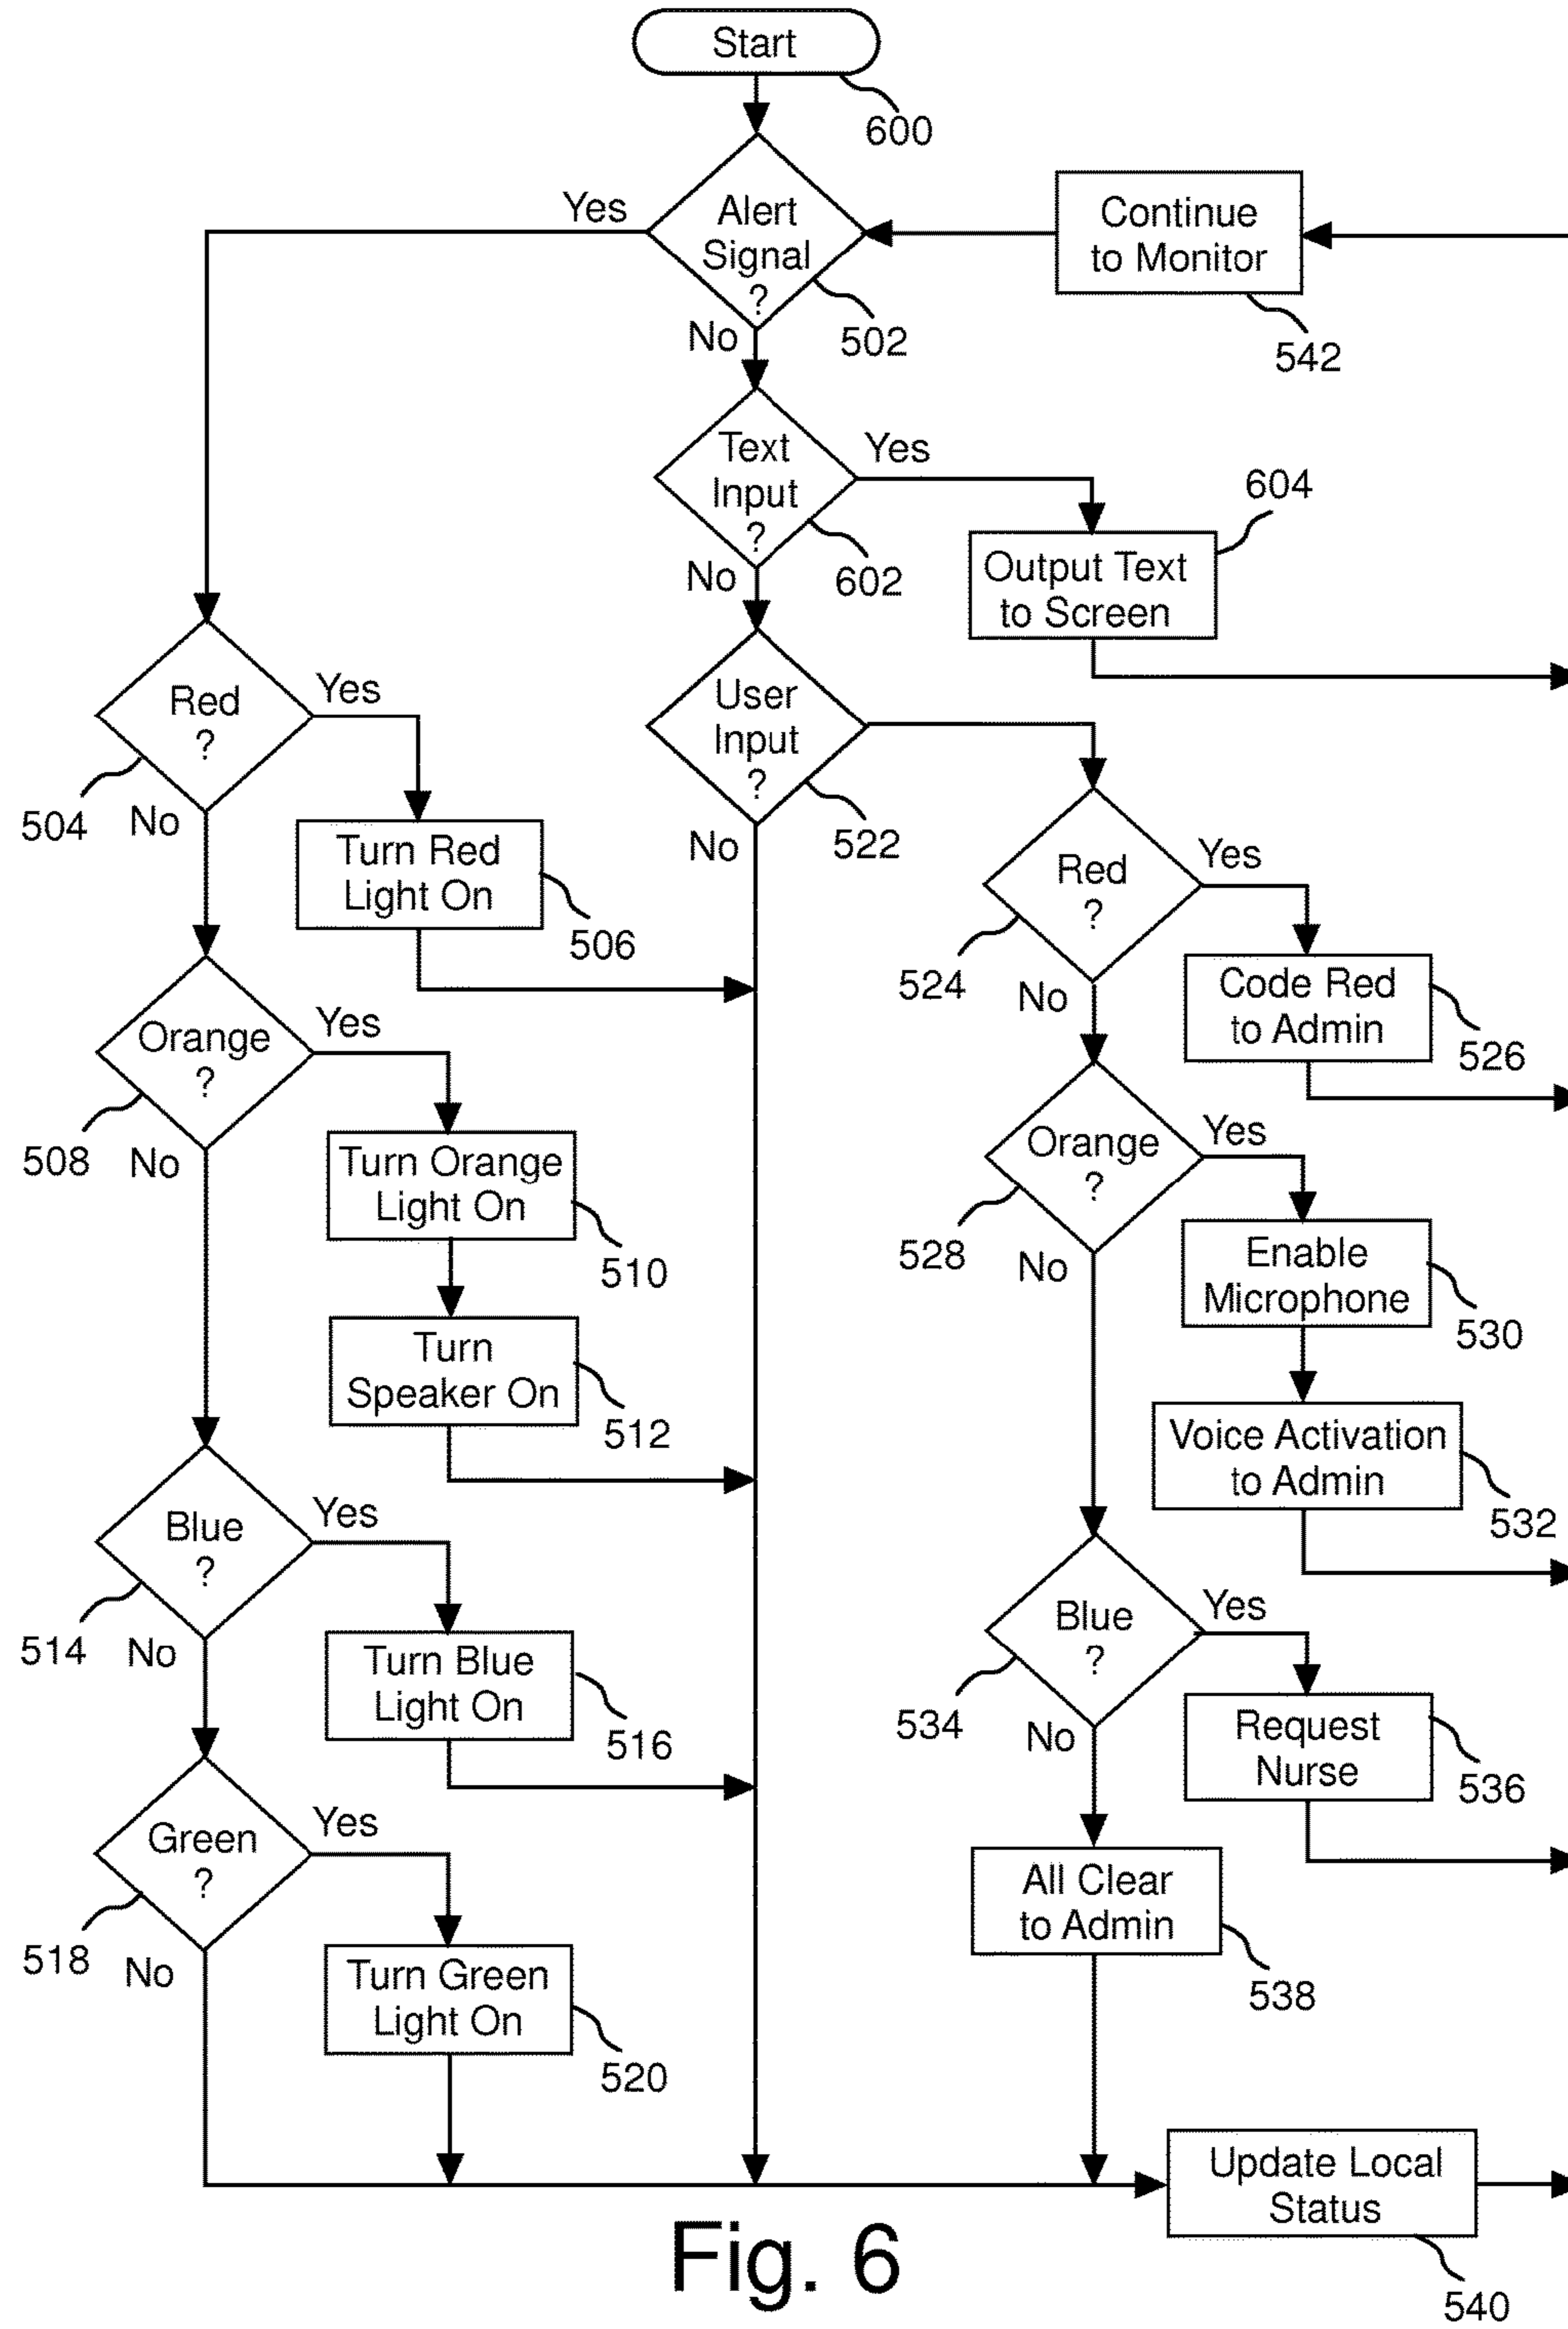 Start
600
Yes
Alert
Signal
?
502
No
Continue
to Monitor
542
Text
Input
?
Yes
602
No
604
Output Text
to Screen
Red
?
Yes
504
No
Turn Red
Light On
506
User
Input
?
522
No
Red
?
Yes
524
No
Code Red
to Admin
526
Orange
?
Yes
508
No
Turn Orange
Light On
510
Turn
Speaker On
512
Orange
?
Yes
528
No
Enable
Microphone
530
Voice Activation
to Admin
532
Blue
?
Yes
514
No
Turn Blue
Light On
516
Blue
?
Yes
534
No
Request
Nurse
536
Green
?
Yes
518
No
Turn Green
Light On
520
All Clear
to Admin
538
Update Local
Status
540
Fig. 6